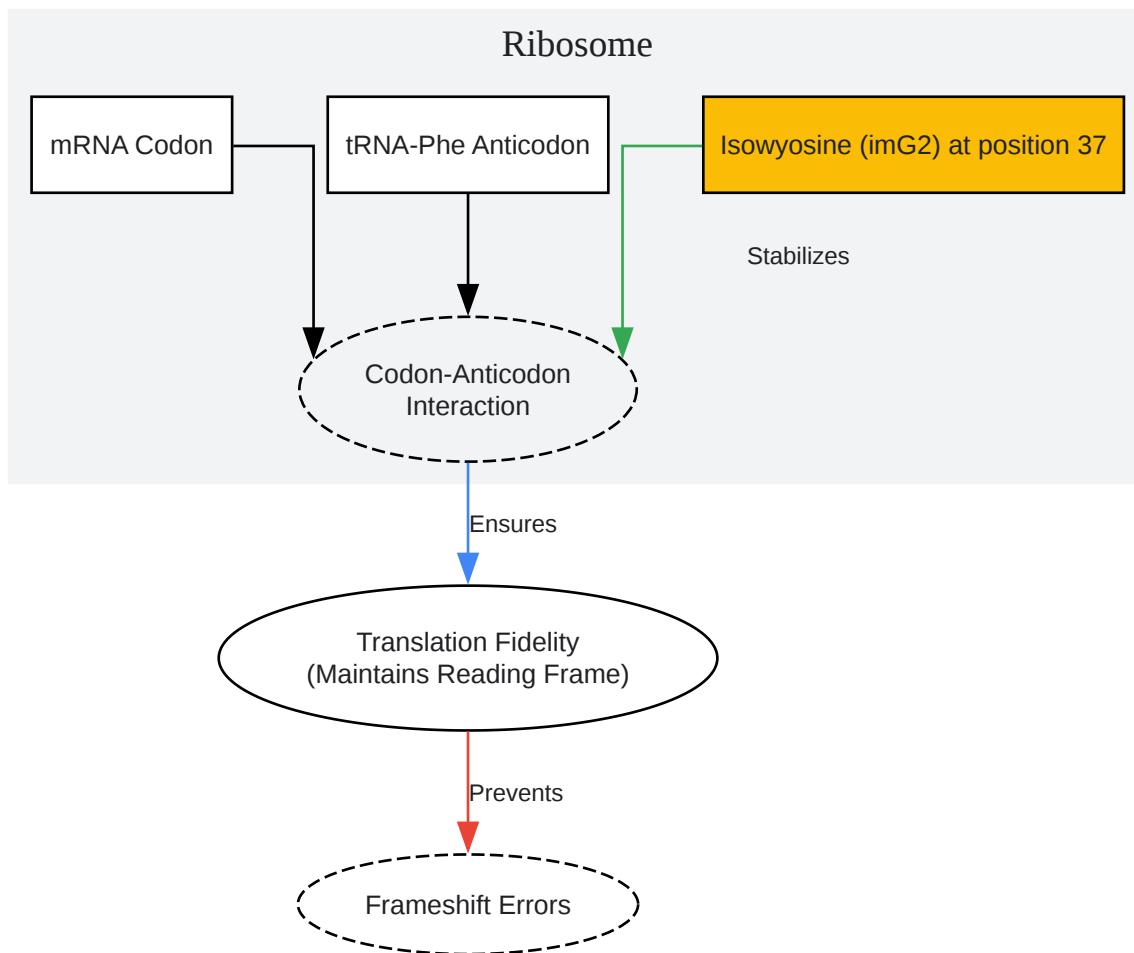 Ribosome
mRNA Codon
tRNA-Phe Anticodon
Isowyosine (imG2) at position 37
Stabilizes
Codon-Anticodon
Interaction
Ensures
Translation Fidelity
(Maintains Reading Frame)
Prevents
Frameshift Errors